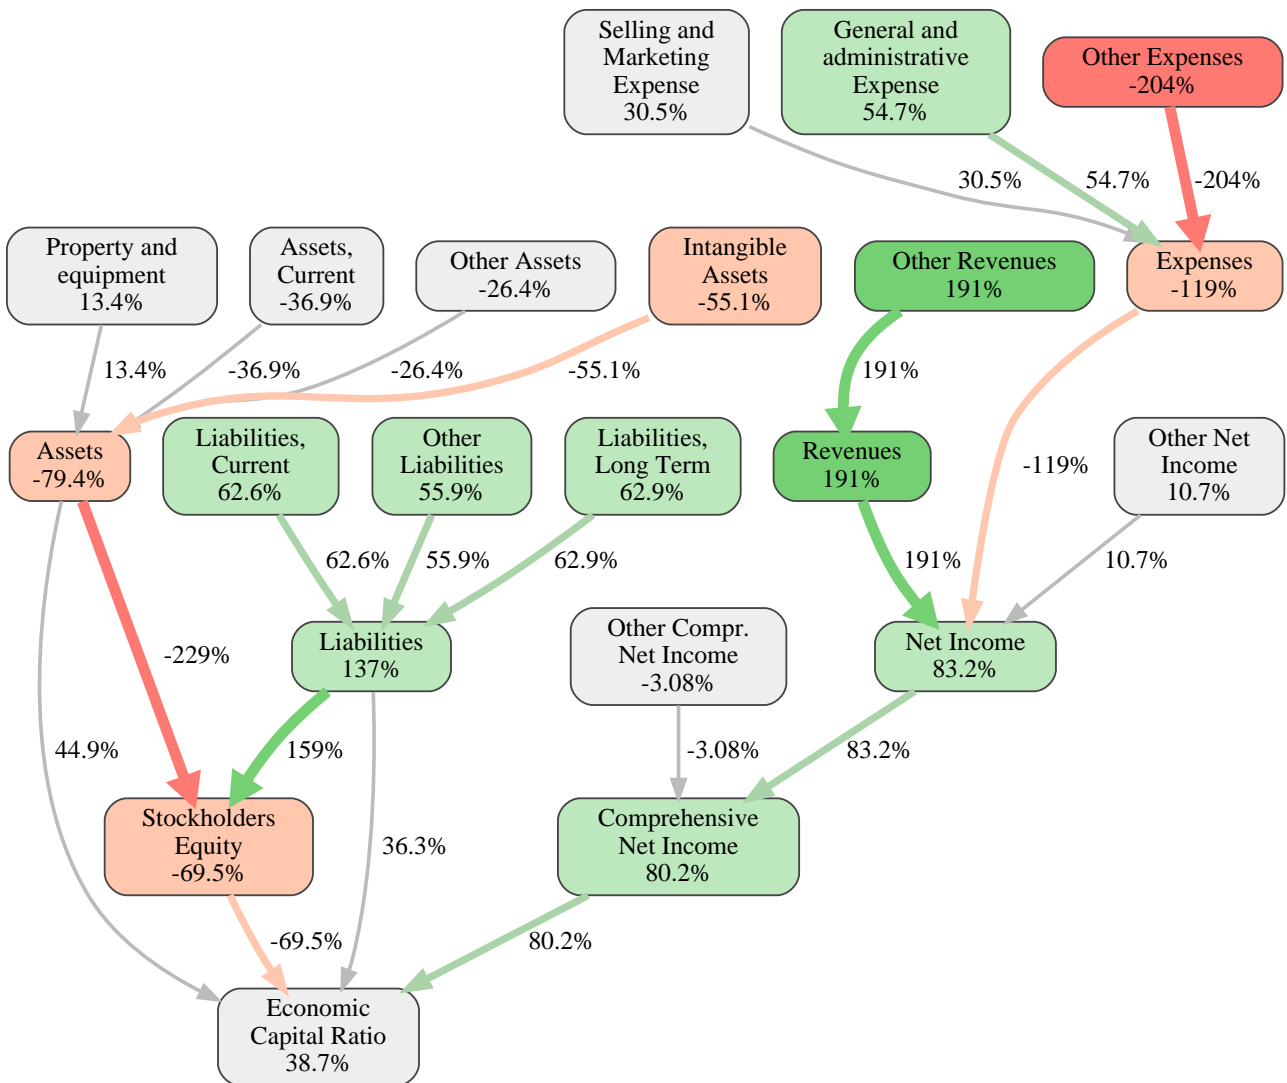 Selling and
Marketing
Expense
30.5%
General and
administrative
Expense
54.7%
Other Expenses
-204%
30.5%
54.7%
-204%
Property and
equipment
13.4%
Assets,
Current
-36.9%
Other Assets
-26.4%
Intangible
Assets
-55.1%
Other Revenues
191%
Expenses
-119%
13.4%
-36.9%
-26.4%
-55.1%
191%
Assets
-79.4%
Liabilities,
Current
62.6%
Other
Liabilities
55.9%
Liabilities,
Long Term
62.9%
Revenues
191%
-119%
Other Net
Income
10.7%
62.6%
55.9%
62.9%
191%
10.7%
-229%
Liabilities
137%
Other Compr.
Net Income
-3.08%
Net Income
83.2%
44.9%
159%
-3.08%
83.2%
Stockholders
Equity
-69.5%
36.3%
Comprehensive
Net Income
80.2%
-69.5%
80.2%
Economic
Capital Ratio
38.7%